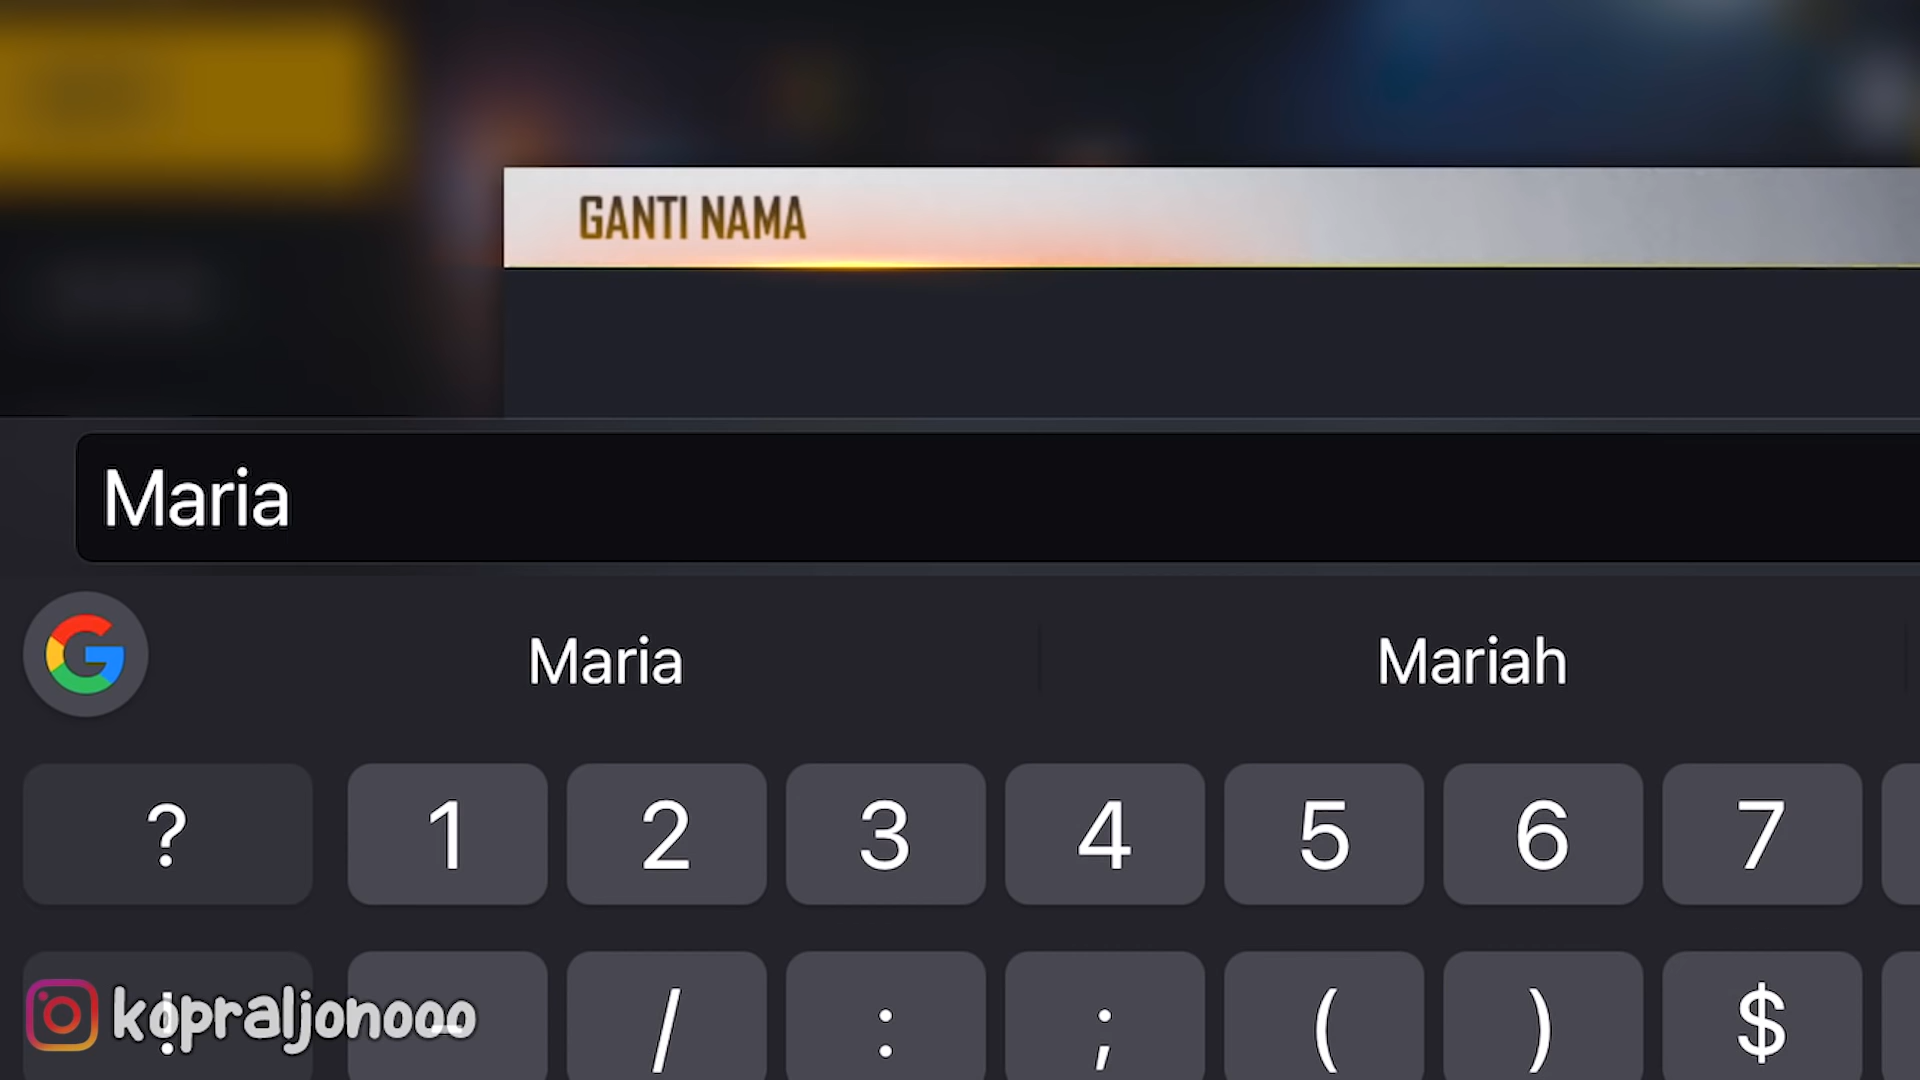 GANTI NAMA
Maria
Maria Mariah
? 1 2 3 4 5 6 7
! - / : ; ( ) $
kopraljonooo